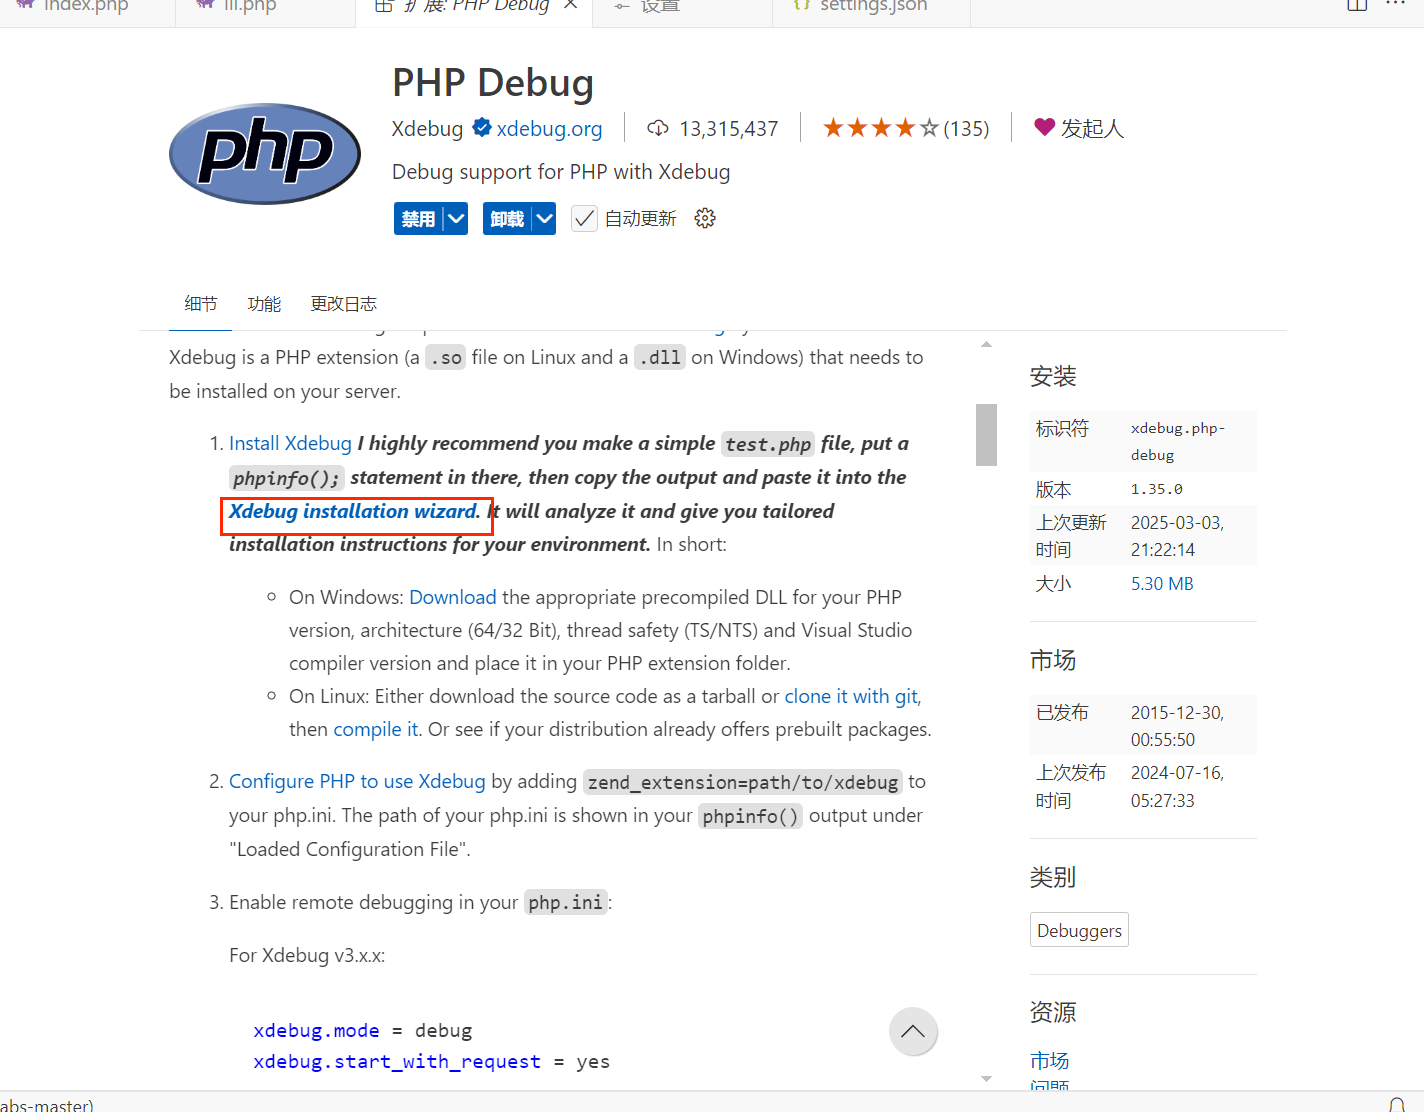 index.php
扩展: PHP Debug
设置
settings.json
PHP Debug
php
Xdebug xdebug.org 13,315,437 (135) 发起人
Debug support for PHP with Xdebug
禁用 卸载 自动更新
细节 功能 更改日志
Xdebug is a PHP extension (a .so file on Linux and a .dll on Windows) that needs to
be installed on your server.
1. Install Xdebug I highly recommend you make a simple test.php file, put a
phpinfo(); statement in there, then copy the output and paste it into the
Xdebug installation wizard. It will analyze it and give you tailored
installation instructions for your environment. In short:
On Windows: Download the appropriate precompiled DLL for your PHP
version, architecture (64/32 Bit), thread safety (TS/NTS) and Visual Studio
compiler version and place it in your PHP extension folder.
On Linux: Either download the source code as a tarball or clone it with git,
then compile it. Or see if your distribution already offers prebuilt packages.
2. Configure PHP to use Xdebug by adding zend_extension=path/to/xdebug to
your php.ini. The path of your php.ini is shown in your phpinfo() output under
"Loaded Configuration File".
3. Enable remote debugging in your php.ini:
For Xdebug v3.x.x:
xdebug.mode = debug
xdebug.start_with_request = yes
安装
标识符 xdebug.php-
debug
版本 1.35.0
上次更新 2025-03-03,
时间 21:22:14
大小 5.30 MB
市场
已发布 2015-12-30,
00:55:50
上次发布 2024-07-16,
时间 05:27:33
类别
Debuggers
资源
市场
问题
abs-master)